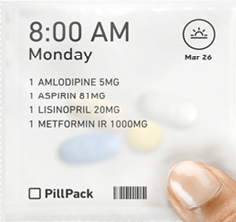 8:00 AM
Monday
Mar 26
1 AMLODIPINE 5MG
1 ASPIRIN 81MG
1 LISINOPRIL 20MG
1 METFORMIN IR 1000MG
PillPack